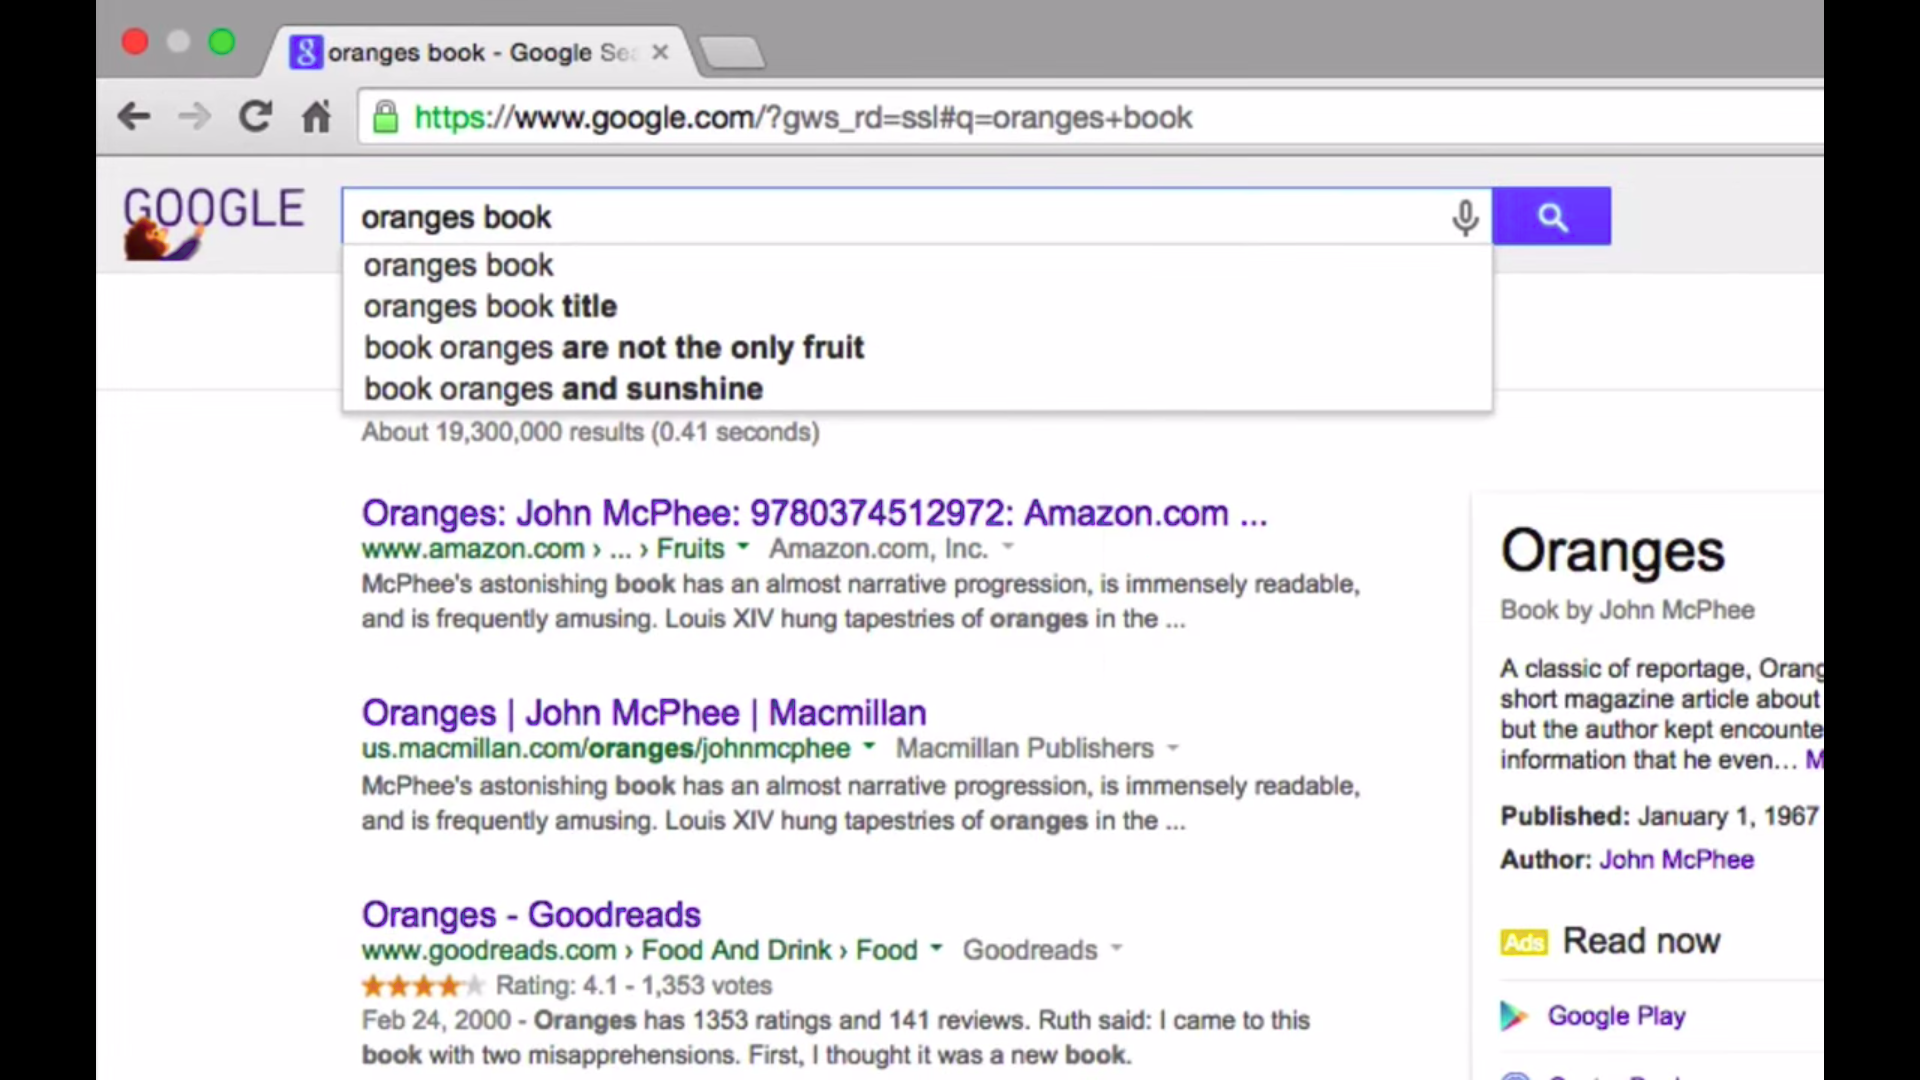 oranges book - Google Sea
https://www.google.com/?gws_rd=ssl#q=oranges+book
GOOGLE
oranges book
oranges book
oranges book title
book oranges are not the only fruit
book oranges and sunshine
About 19,300,000 results (0.41 seconds)
Oranges: John McPhee: 9780374512972: Amazon.com ...
www.amazon.com › ... › Fruits Amazon.com, Inc.
McPhee's astonishing book has an almost narrative progression, is immensely readable,
and is frequently amusing. Louis XIV hung tapestries of oranges in the ...
Oranges | John McPhee | Macmillan
us.macmillan.com/oranges/johnmcphee Macmillan Publishers
McPhee's astonishing book has an almost narrative progression, is immensely readable,
and is frequently amusing. Louis XIV hung tapestries of oranges in the ...
Oranges - Goodreads
www.goodreads.com › Food And Drink › Food Goodreads
Rating: 4.1 - 1,353 votes
Feb 24, 2000 - Oranges has 1353 ratings and 141 reviews. Ruth said: I came to this
book with two misapprehensions. First, I thought it was a new book.
Oranges
Book by John McPhee
A classic of reportage, Orang
short magazine article about
but the author kept encounte
information that he even... M
Published: January 1, 1967
Author: John McPhee
Ads Read now
Google Play